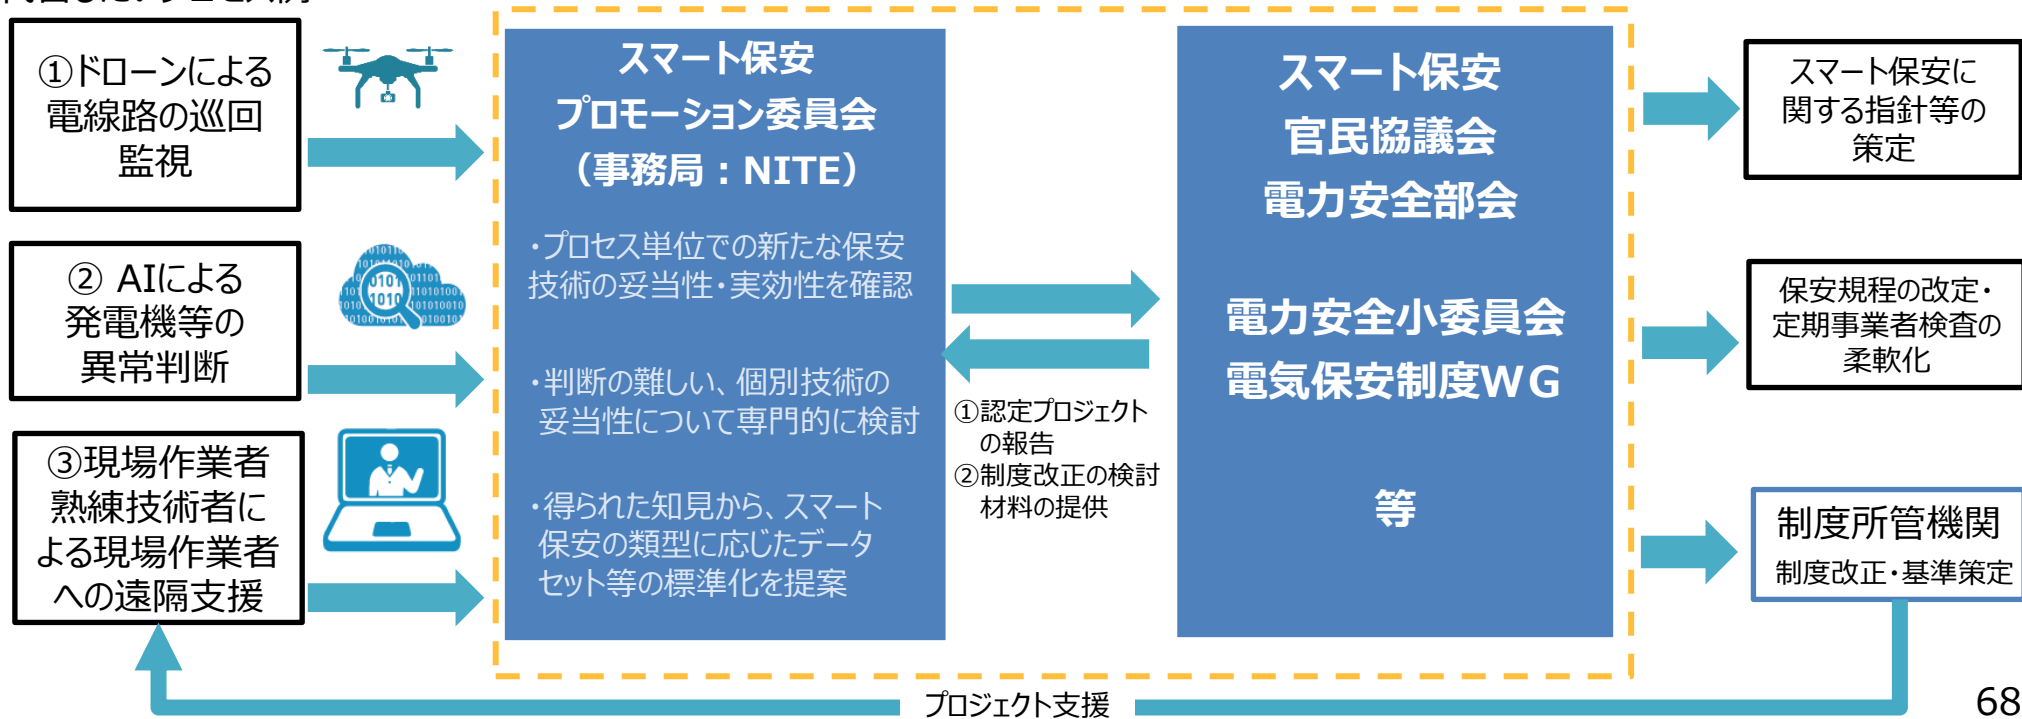 ①ドローンによる
電線路の巡回
監視
② AIによる
発電機等の
異常判断
③現場作業者
熟練技術者に
よる現場作業者
への遠隔支援
スマート保安
プロモーション委員会
（事務局：NITE）
・プロセス単位での新たな保安
技術の妥当性・実効性を確認
・判断の難しい、個別技術の
妥当性について専門的に検討
・得られた知見から、スマート
保安の類型に応じたデータ
セット等の標準化を提案
①認定プロジェクト
の報告
②制度改正の検討
材料の提供
スマート保安
官民協議会
電力安全部会
電力安全小委員会
電気保安制度WG
等
スマート保安に
関する指針等の
策定
保安規程の改定・
定期事業者検査の
柔軟化
制度所管機関
制度改正・基準策定
プロジェクト支援
68